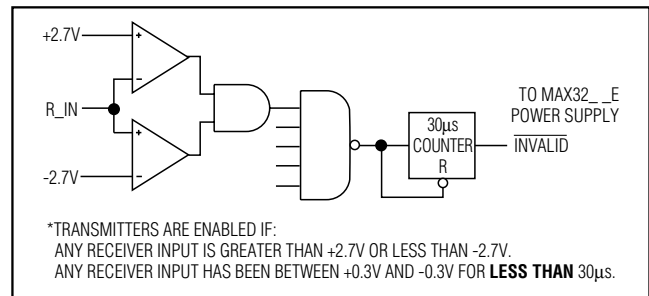 +2.7V
+
-
R_IN
+
-
-2.7V
30µs
COUNTER
R
TO MAX32_ _E
POWER SUPPLY
INVALID
*TRANSMITTERS ARE ENABLED IF:
ANY RECEIVER INPUT IS GREATER THAN +2.7V OR LESS THAN -2.7V.
ANY RECEIVER INPUT HAS BEEN BETWEEN +0.3V AND -0.3V FOR LESS THAN 30µs.